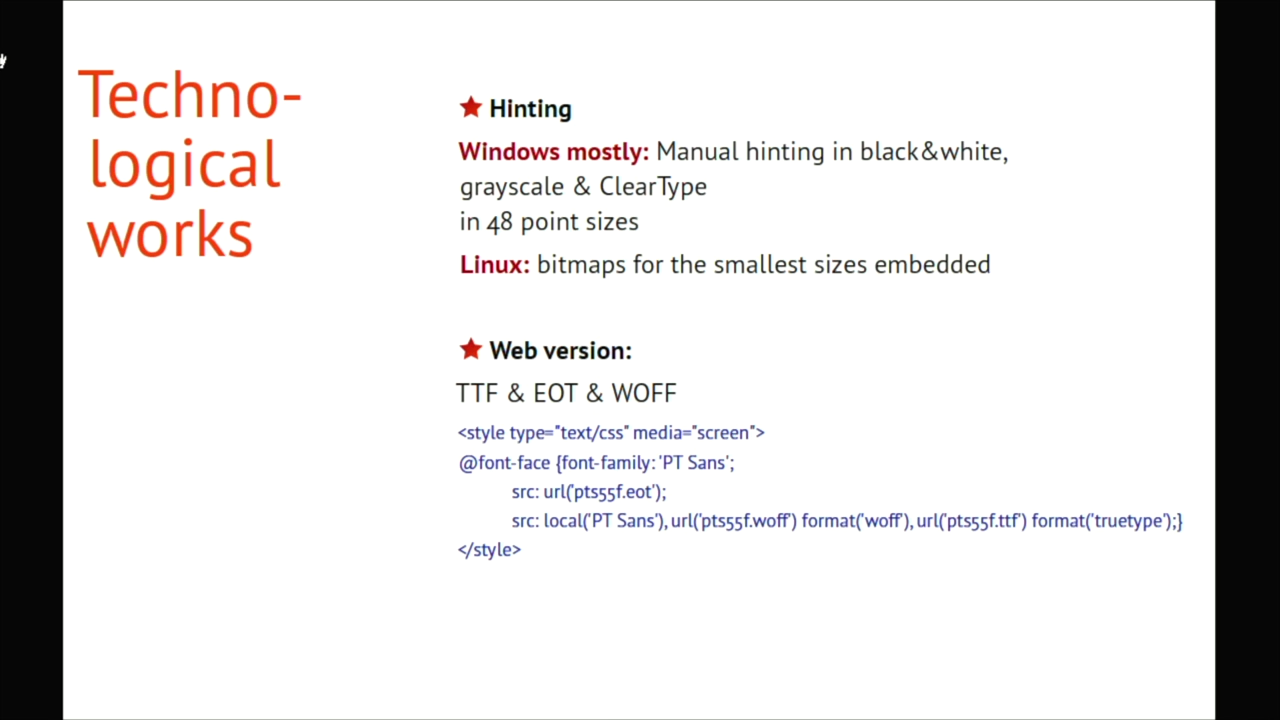 Techno-
logical
works
Hinting
Windows mostly: Manual hinting in black&white,
grayscale & ClearType
in 48 point sizes
Linux: bitmaps for the smallest sizes embedded
Web version:
TTF & EOT & WOFF
<style type="text/css" media="screen">
@font-face {font-family: 'PT Sans';
src: url('pts55f.eot');
src: local('PT Sans'), url('pts55f.woff') format('woff'), url('pts55f.ttf') format('truetype');}
</style>